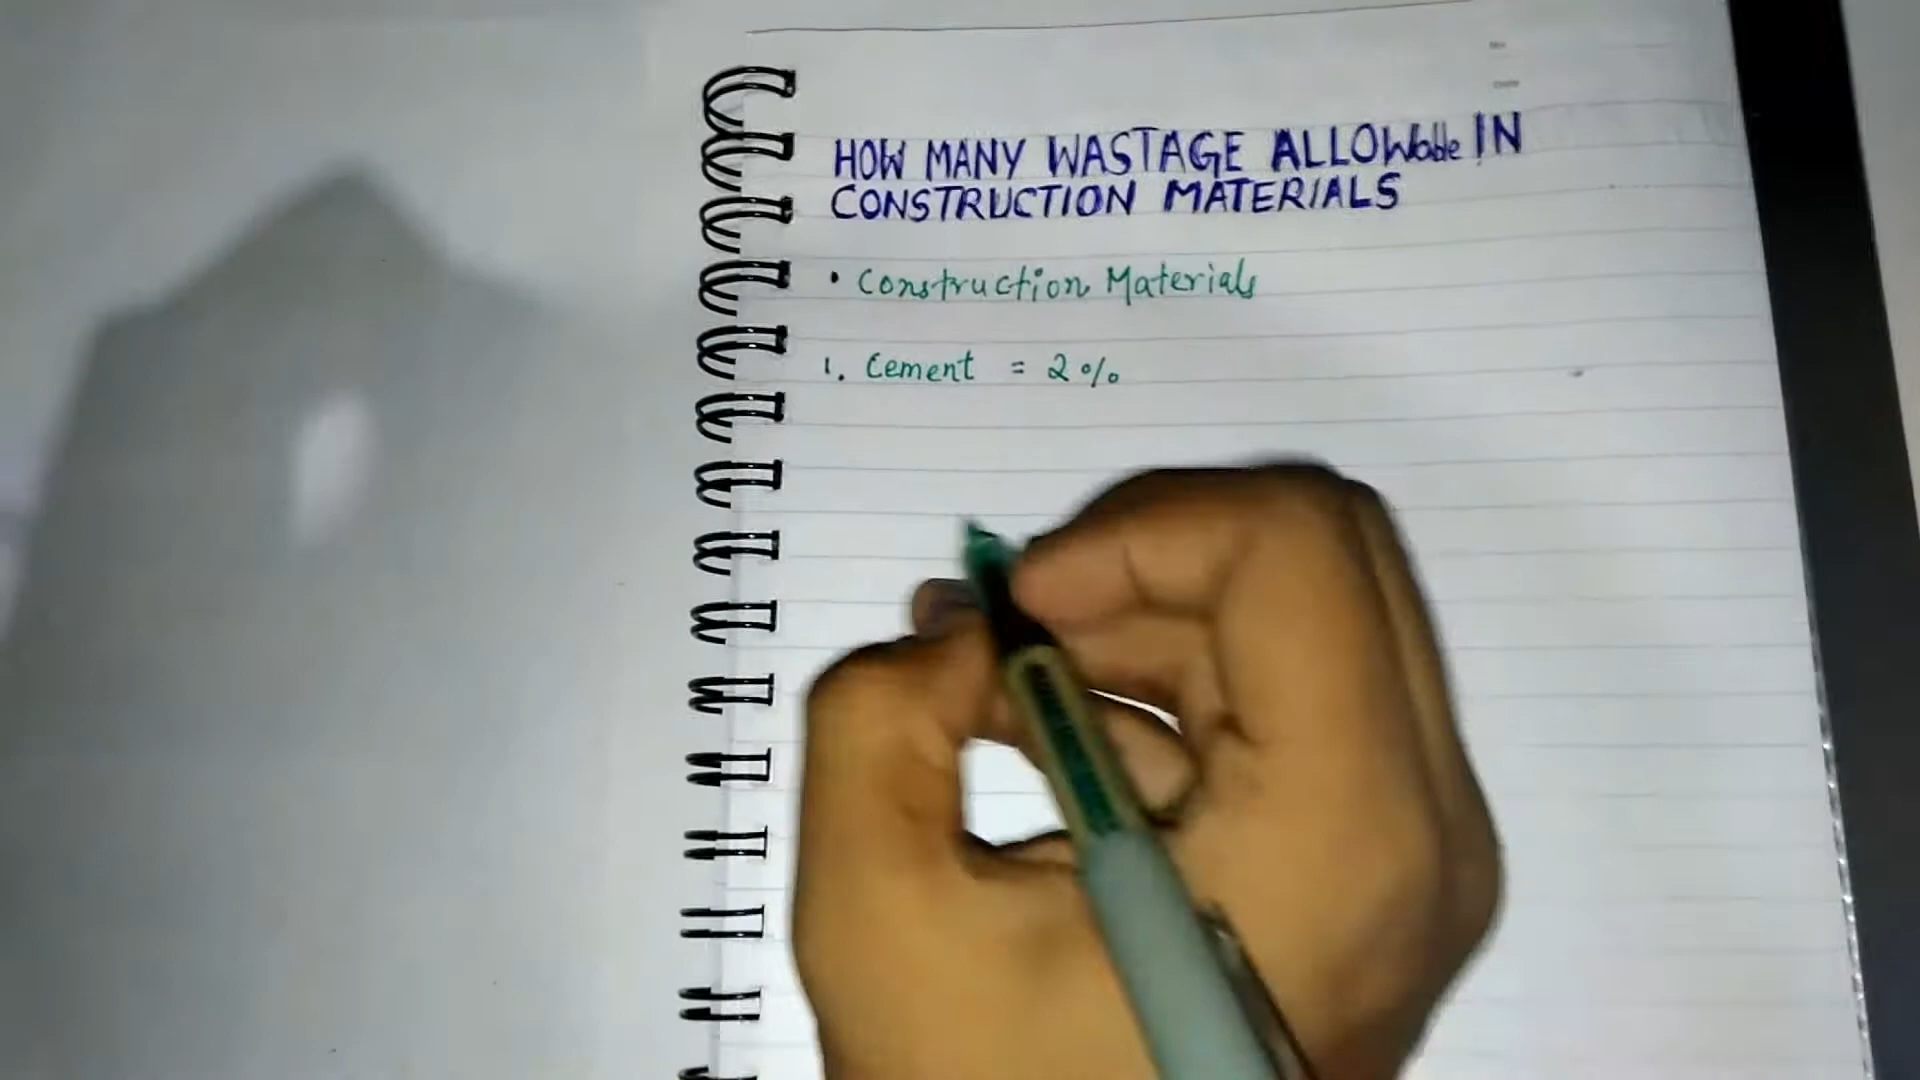 HOW MANY WASTAGE ALLOWable IN
CONSTRUCTION MATERIALS
• Construction Materials
1. Cement = 2%